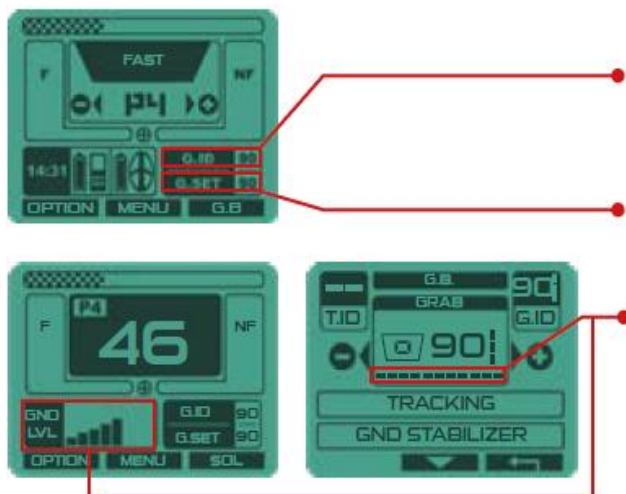 FAST
F
NF
P4
14:31
G.ID 90
G.SET 90
OPTION MENU G.B
P4
F
46
NF
GND
LVL
G.ID 90
G.SET 90
OPTION MENU SOL
--
G.B.
90
GRAB
T.ID
G.ID
90
TRACKING
GND STABILIZER